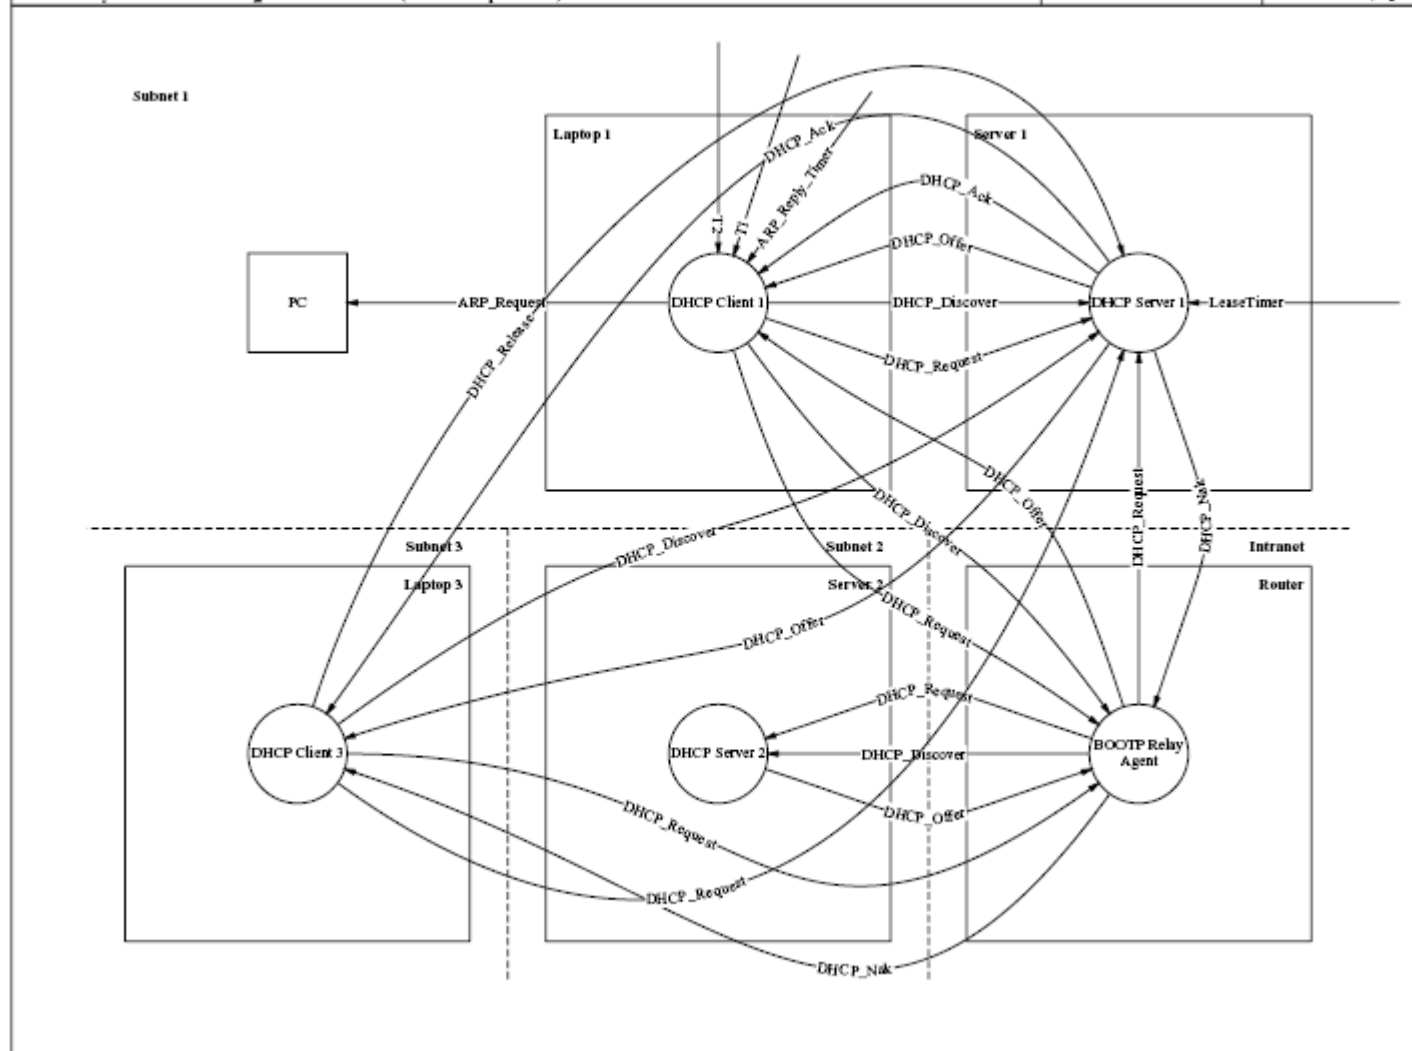 Subnet 1
Laptop 1
Server 1
DHCP_Ack
DHCP_Ack
T2
T1
ARP_Reply_Timer
DHCP_Offer
PC
ARP_Request
DHCP Client 1
DHCP_Discover
DHCP Server 1
LeaseTimer
DHCP_Release
DHCP_Request
DHCP_Offer
DHCP_Discover
DHCP_Request
DHCP_Nak
DHCP_Discover
Subnet 3
Subnet 2
Intranet
Laptop 3
Server 2
Router
DHCP_Request
DHCP_Offer
DHCP_Request
DHCP Client 3
DHCP Server 2
DHCP_Discover
BOOTP Relay
Agent
DHCP_Request
DHCP_Offer
DHCP_Request
DHCP_Nak